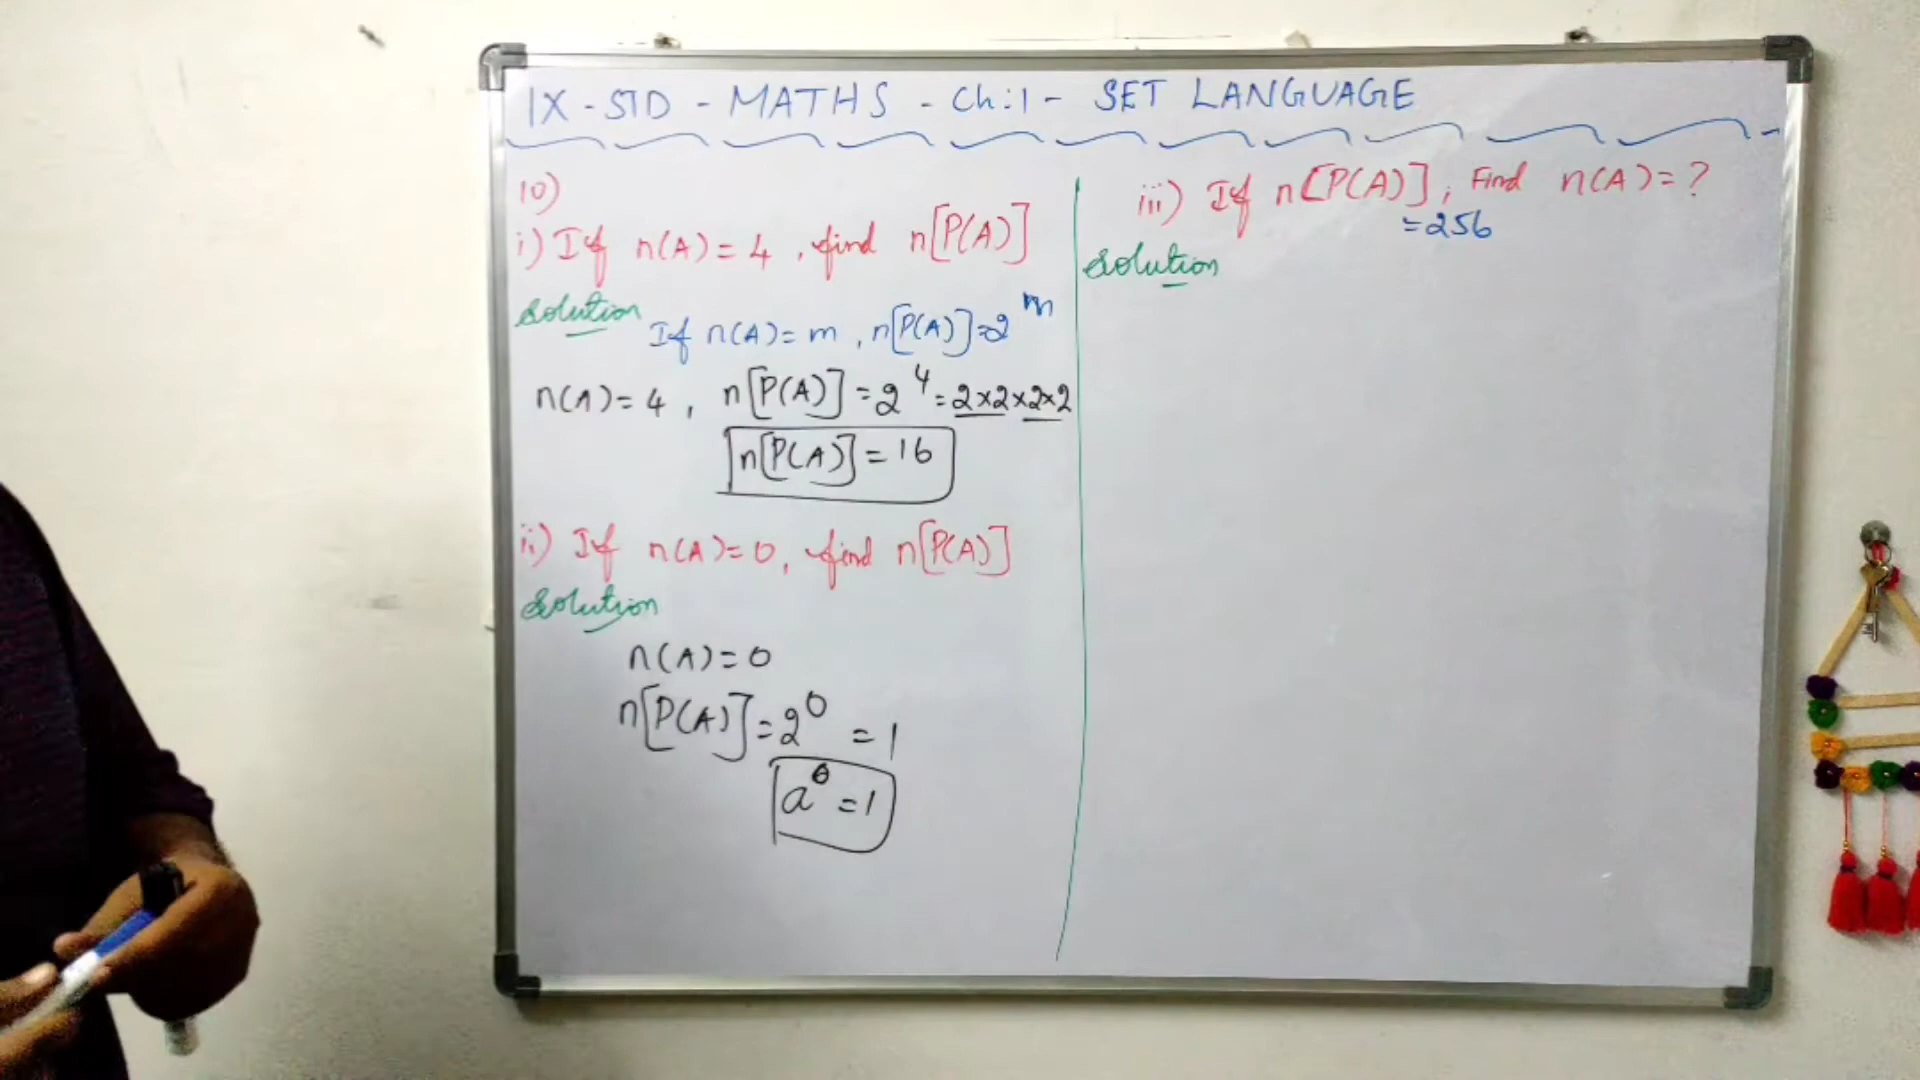 IX - STD - MATHS - Ch:1 - SET LANGUAGE
10)
i) If n(A) = 4, find n[P(A)]
Solution
If n(A) = m, n[P(A)] = 2^m
n(A) = 4, n[P(A)] = 2^4 = 2×2×2×2
n[P(A)] = 16
ii) If n(A) = 0, find n[P(A)]
Solution
n(A) = 0
n[P(A)] = 2^0 = 1
a^0 = 1
iii) If n[P(A)], Find n(A) = ?
= 256
Solution